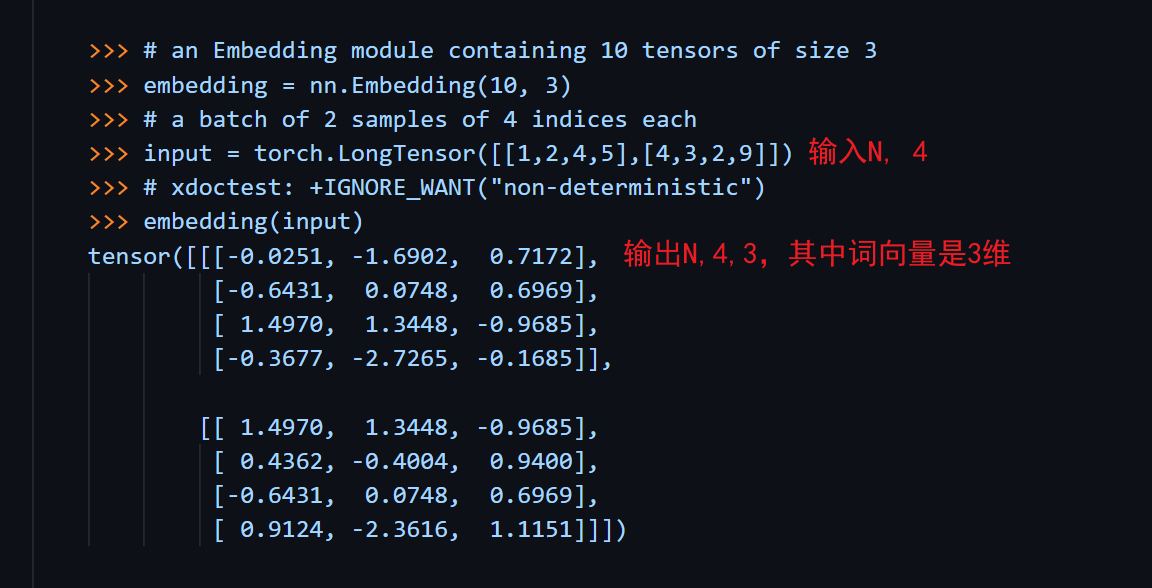 >>> # an Embedding module containing 10 tensors of size 3
>>> embedding = nn.Embedding(10, 3)
>>> # a batch of 2 samples of 4 indices each
>>> input = torch.LongTensor([[1,2,4,5],[4,3,2,9]]) 输入N, 4
>>> # xdoctest: +IGNORE_WANT("non-deterministic")
>>> embedding(input)
tensor([[[-0.0251, -1.6902,  0.7172], 输出N,4,3, 其中词向量是3维
         [-0.6431,  0.0748,  0.6969],
         [ 1.4970,  1.3448, -0.9685],
         [-0.3677, -2.7265, -0.1685]],
        [[ 1.4970,  1.3448, -0.9685],
         [ 0.4362, -0.4004,  0.9400],
         [-0.6431,  0.0748,  0.6969],
         [ 0.9124, -2.3616,  1.1151]]])